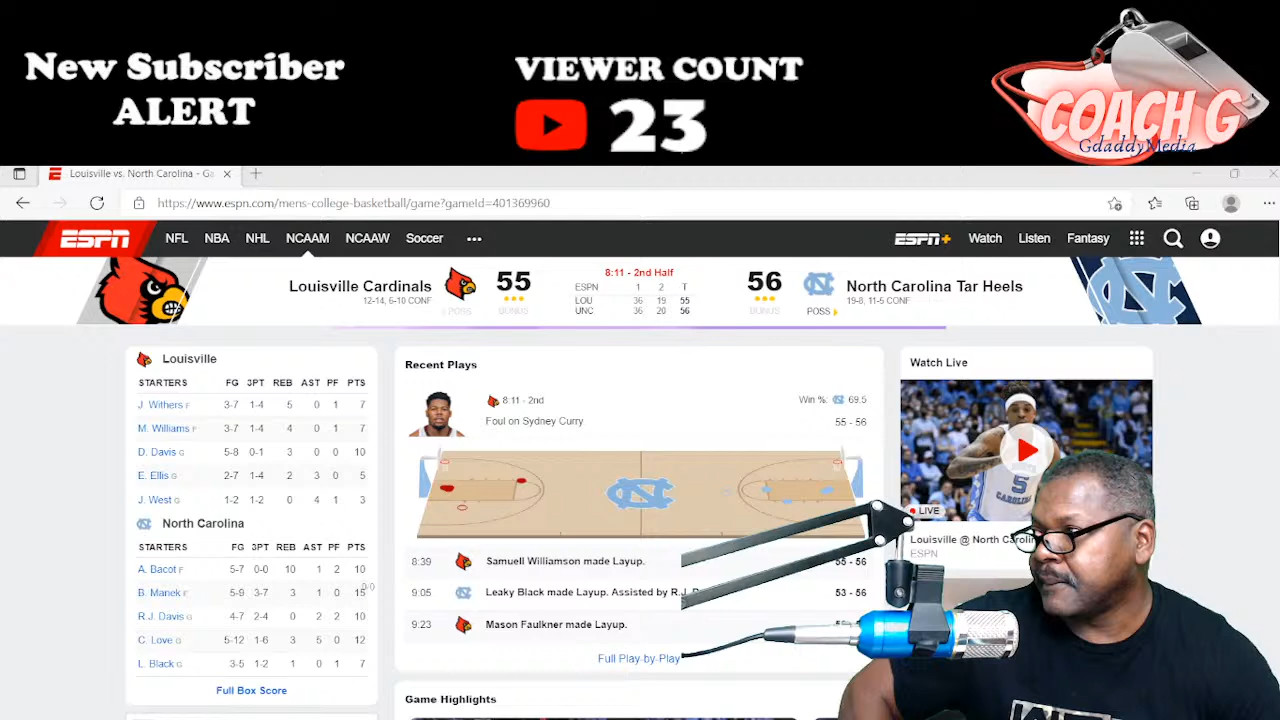 New Subscriber
ALERT
VIEWER COUNT
23
COACH G
GdaddyMedia
Louisville vs. North Carolina - Ga
https://www.espn.com/mens-college-basketball/game?gameId=401369960
ESPN NFL NBA NHL NCAAM NCAAW Soccer ... ESPN+ Watch Listen Fantasy
Louisville Cardinals 55 8:11 - 2nd Half 56 North Carolina Tar Heels
12-14, 6-10 CONF ESPN 1 2 T 19-8, 11-5 CONF
POSS BONUS LOU 36 19 55 BONUS POSS
UNC 36 20 56
Louisville
STARTERS FG 3PT REB AST PF PTS
J. Withers F 3-7 1-4 5 0 1 7
M. Williams F 3-7 1-4 4 0 1 7
D. Davis G 5-8 0-1 3 0 0 10
E. Ellis G 2-7 1-4 2 3 0 5
J. West G 1-2 1-2 0 4 1 3
North Carolina
STARTERS FG 3PT REB AST PF PTS
A. Bacot F 5-7 0-0 10 1 2 10
B. Manek F 5-9 3-7 3 1 0 15
0-0
R.J. Davis G 4-7 2-4 0 2 2 10
C. Love G 5-12 1-6 3 5 0 12
L. Black G 3-5 1-2 1 0 1 7
Full Box Score
Recent Plays
8:11 - 2nd Win %: 69.5
Foul on Sydney Curry 55 - 56
8:39 Samuell Williamson made Layup. 55 - 56
9:05 Leaky Black made Layup. Assisted by R.J. 53 - 56
9:23 Mason Faulkner made Layup.
Full Play-by-Play
Game Highlights
Watch Live
5
CAROLINA
LIVE
Louisville @ North Carolin
ESPN